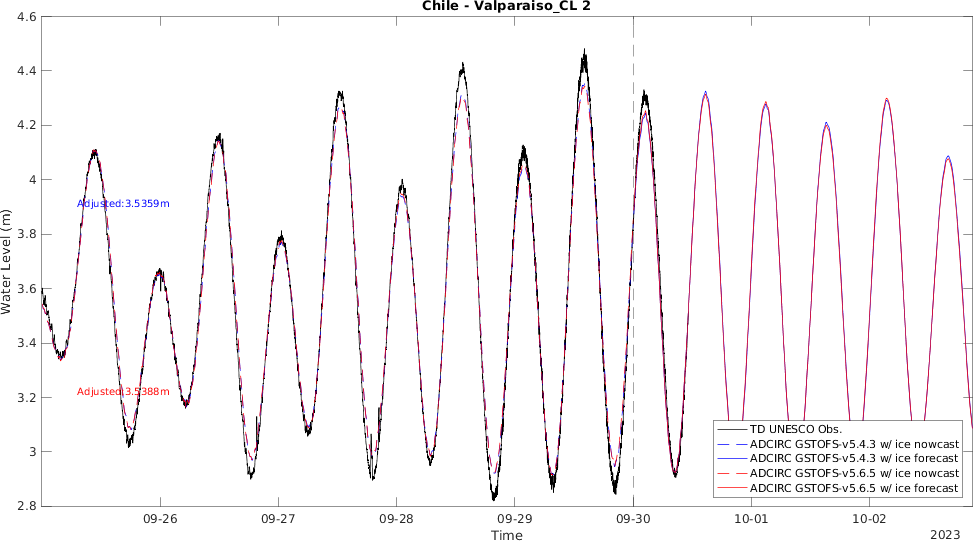 Chile - Valparaiso_CL 2
4.6
4.4
4.2
4
3.8
3.6
3.4
3.2
3
2.8
Water Level (m)
Adjusted:3.5359m
Adjusted:3.5388m
TD UNESCO Obs.
ADCIRC GSTOFS-v5.4.3 w/ ice nowcast
ADCIRC GSTOFS-v5.4.3 w/ ice forecast
ADCIRC GSTOFS-v5.6.5 w/ ice nowcast
ADCIRC GSTOFS-v5.6.5 w/ ice forecast
09-26 09-27 09-28 09-29 09-30 10-01 10-02
Time
2023